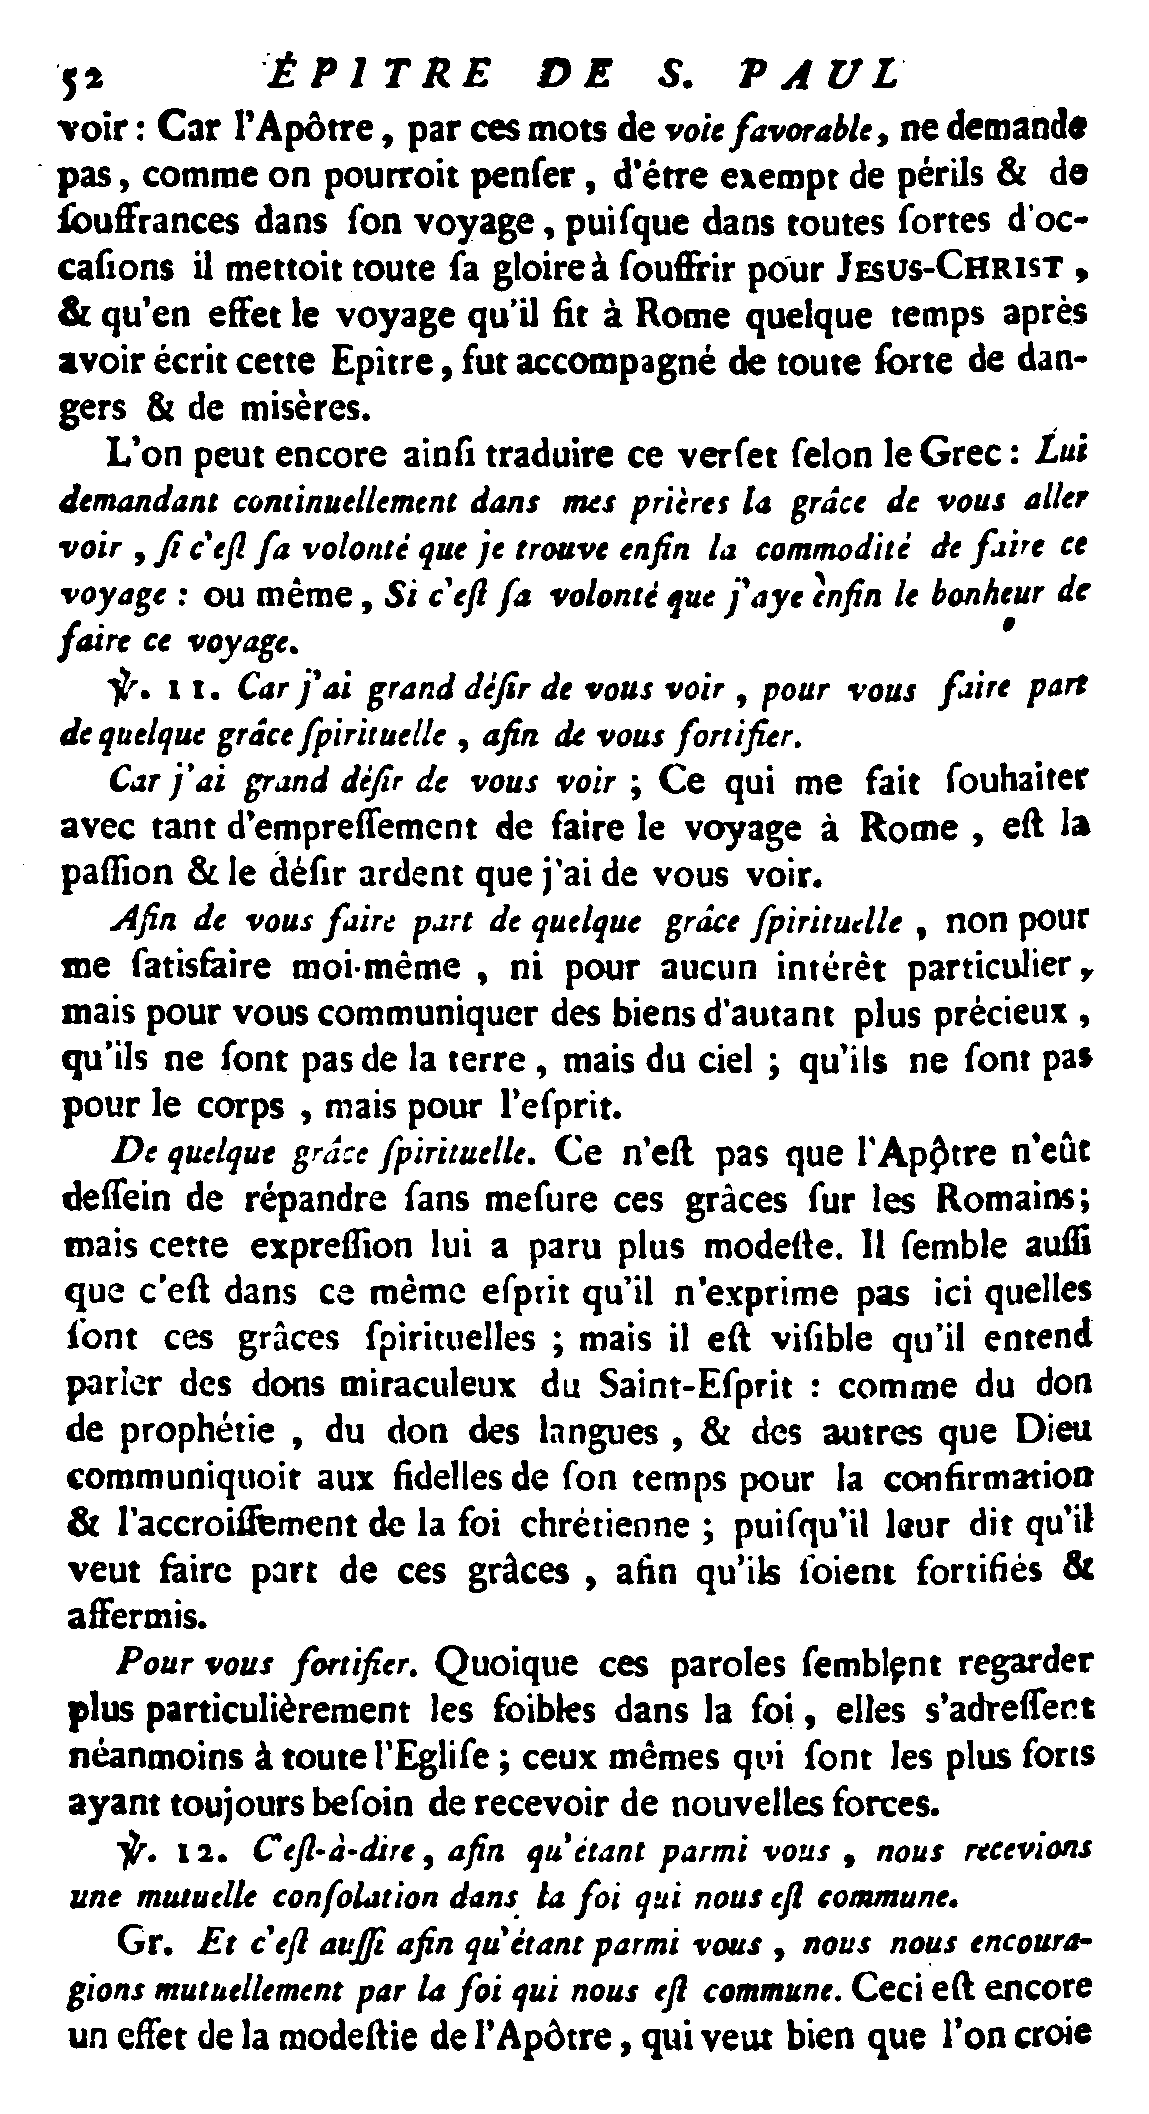 52 ÉPITRE DE S. PAUL
voir : Car l'Apôtre, par ces mots de voie favorable, ne demande
pas, comme on pourroit penſer, d'étre exempt de périls & de
ſouffrances dans ſon voyage, puiſque dans toutes ſortes d'oc-
caſions il mettoit toute ſa gloire à ſouffrir pour JESUS-CHRIST,
& qu'en effet le voyage qu'il fit à Rome quelque temps après
avoir écrit cette Epître, fut accompagné de toute ſorte de dan-
gers & de misères.
L'on peut encore ainſi traduire ce verſet ſelon le Grec : Lui
demandant continuellement dans mes prières la grâce de vous aller
voir, ſi c'eſt ſa volonté que je trouve enfin la commodité de faire ce
voyage : ou même, Si c'eſt ſa volonté que j'aye enfin le bonheur de
faire ce voyage.
℣. 11. Car j'ai grand déſir de vous voir, pour vous faire part
de quelque grâce ſpirituelle, afin de vous fortifier.
Car j'ai grand déſir de vous voir ; Ce qui me fait ſouhaiter
avec tant d'empreſſement de faire le voyage à Rome, eſt la
paſſion & le déſir ardent que j'ai de vous voir.
Afin de vous faire part de quelque grâce ſpirituelle, non pour
me ſatisfaire moi-même, ni pour aucun intérêt particulier,
mais pour vous communiquer des biens d'autant plus précieux,
qu'ils ne ſont pas de la terre, mais du ciel ; qu'ils ne ſont pas
pour le corps, mais pour l'eſprit.
De quelque grâce ſpirituelle. Ce n'eſt pas que l'Apôtre n'eût
deſſein de répandre ſans meſure ces grâces ſur les Romains ;
mais cette expreſſion lui a paru plus modeſte. Il ſemble auſſi
que c'eſt dans ce même eſprit qu'il n'exprime pas ici quelles
ſont ces grâces ſpirituelles ; mais il eſt viſible qu'il entend
parler des dons miraculeux du Saint-Eſprit : comme du don
de prophétie, du don des langues, & des autres que Dieu
communiquoit aux fidelles de ſon temps pour la confirmation
& l'accroiſſement de la foi chrétienne ; puiſqu'il leur dit qu'il
veut faire part de ces grâces, afin qu'ils ſoient fortifiés &
affermis.
Pour vous fortifier. Quoique ces paroles ſemblent regarder
plus particulièrement les foibles dans la foi, elles s'adreſſent
néanmoins à toute l'Egliſe ; ceux mêmes qui ſont les plus forts
ayant toujours beſoin de recevoir de nouvelles forces.
℣. 12. C'eſt-à-dire, afin qu'étant parmi vous, nous recevions
une mutuelle conſolation dans la foi qui nous eſt commune.
Gr. Et c'eſt auſſi afin qu'étant parmi vous, nous nous encoura-
gions mutuellement par la foi qui nous eſt commune. Ceci eſt encore
un effet de la modeſtie de l'Apôtre, qui veut bien que l'on croie